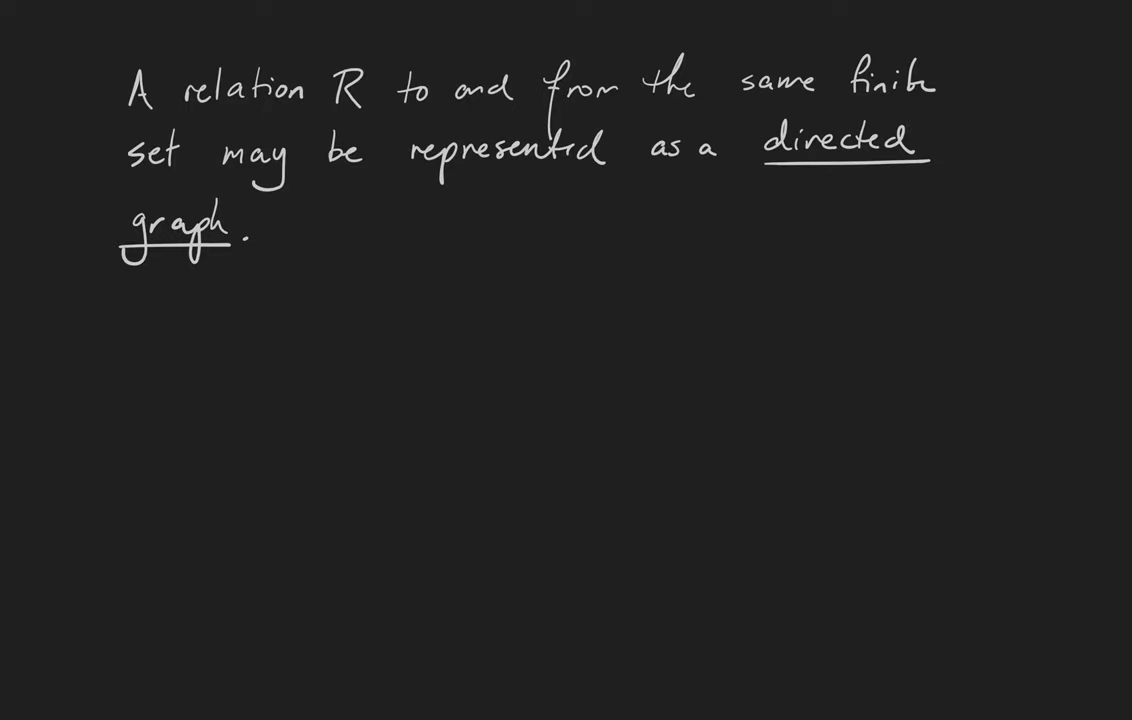 A relation R to and from the same finite
set may be represented as a directed
graph.